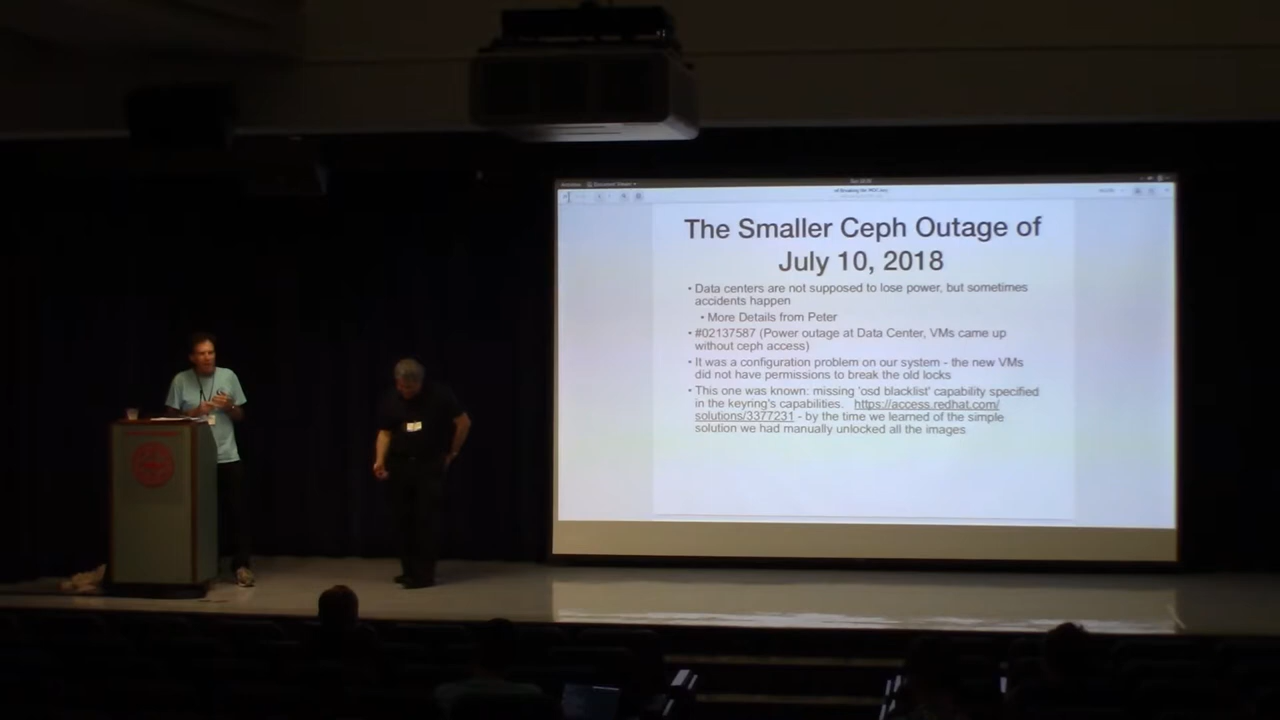 The Smaller Ceph Outage of
July 10, 2018
• Data centers are not supposed to lose power, but sometimes
accidents happen
• More Details from Peter
• #02137587 (Power outage at Data Center, VMs came up
without ceph access)
• It was a configuration problem on our system - the new VMs
did not have permissions to break the old locks
• This one was known: missing 'osd blacklist' capability specified
in the keyring's capabilities. https://access.redhat.com/
solutions/3377231 - by the time we learned of the simple
solution we had manually unlocked all the images